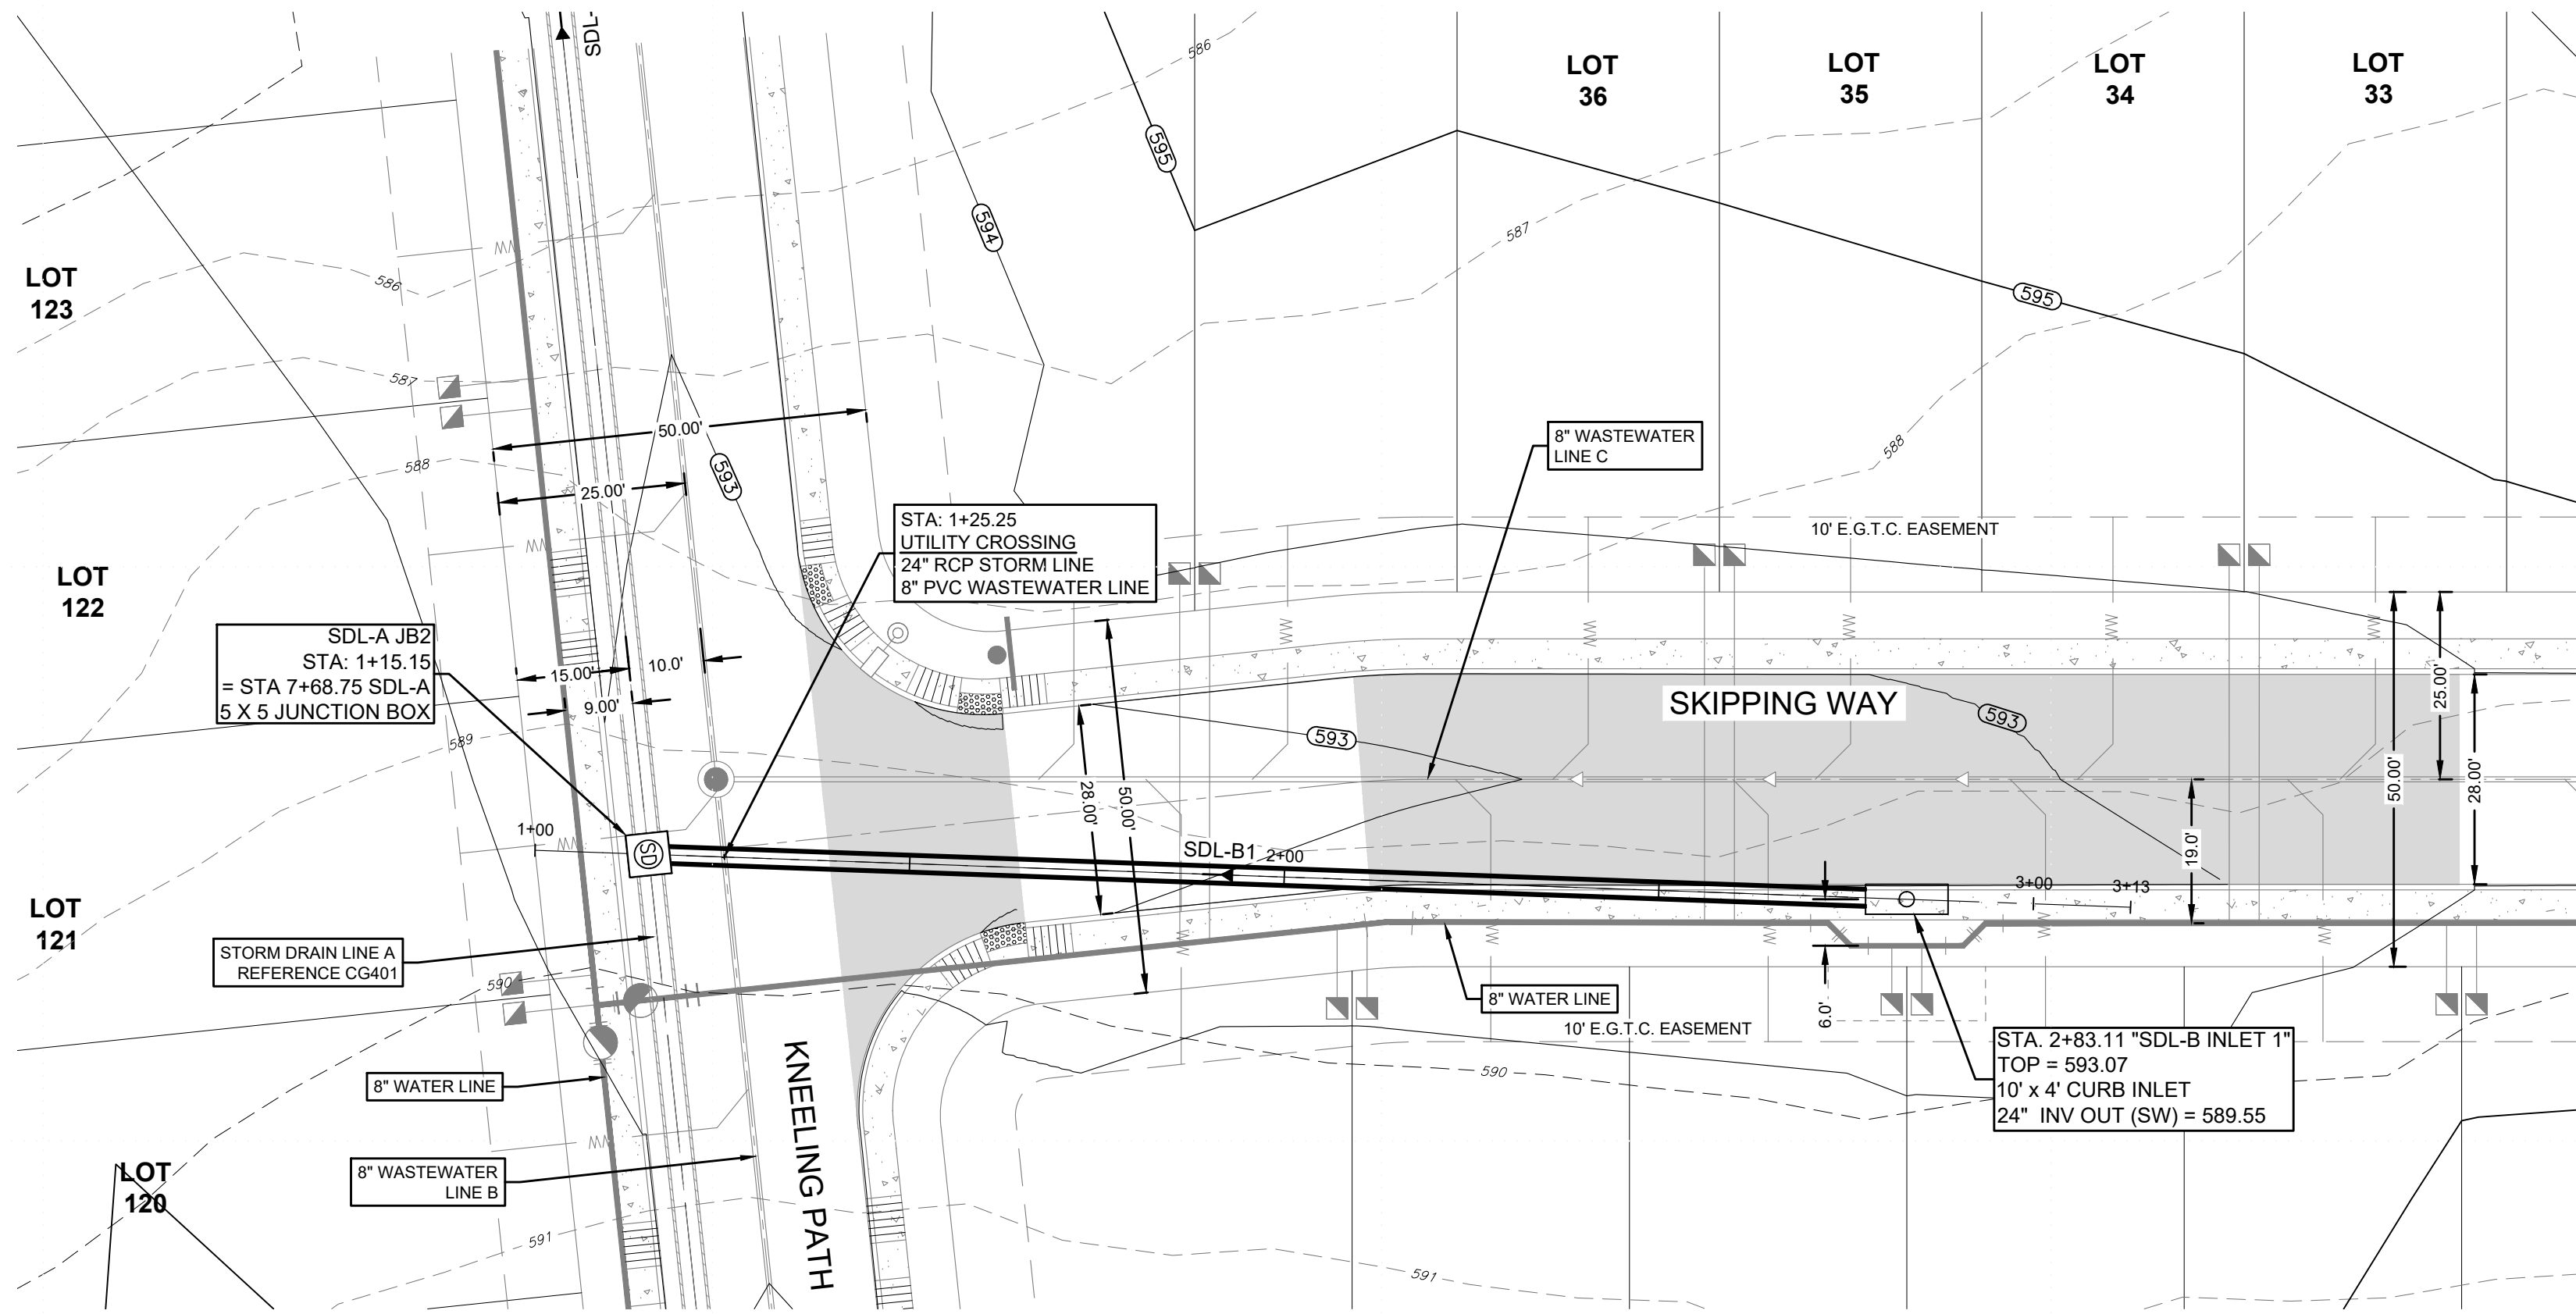 SDL-
586
LOT
36
LOT
35
LOT
34
LOT
33
595
594
587
595
LOT
123
586
587
50.00'
588
593
25.00'
8" WASTEWATER
LINE C
588
STA: 1+25.25
UTILITY CROSSING
24" RCP STORM LINE
8" PVC WASTEWATER LINE
10' E.G.T.C. EASEMENT
LOT
122
SDL-A JB2
STA: 1+15.15
= STA 7+68.75 SDL-A
5 X 5 JUNCTION BOX
15.00'
10.0'
9.00'
589
SKIPPING WAY
593
593
25.00'
50.00'
28.00'
28.00'
50.00'
19.0'
1+00
SD
SDL-B1
2+00
3+00
3+13
LOT
121
STORM DRAIN LINE A
REFERENCE CG401
590
8" WATER LINE
6.0'
10' E.G.T.C. EASEMENT
STA. 2+83.11 "SDL-B INLET 1"
TOP = 593.07
10' x 4' CURB INLET
24" INV OUT (SW) = 589.55
590
8" WATER LINE
KNEELING PATH
8" WASTEWATER
LINE B
LOT
120
591
591